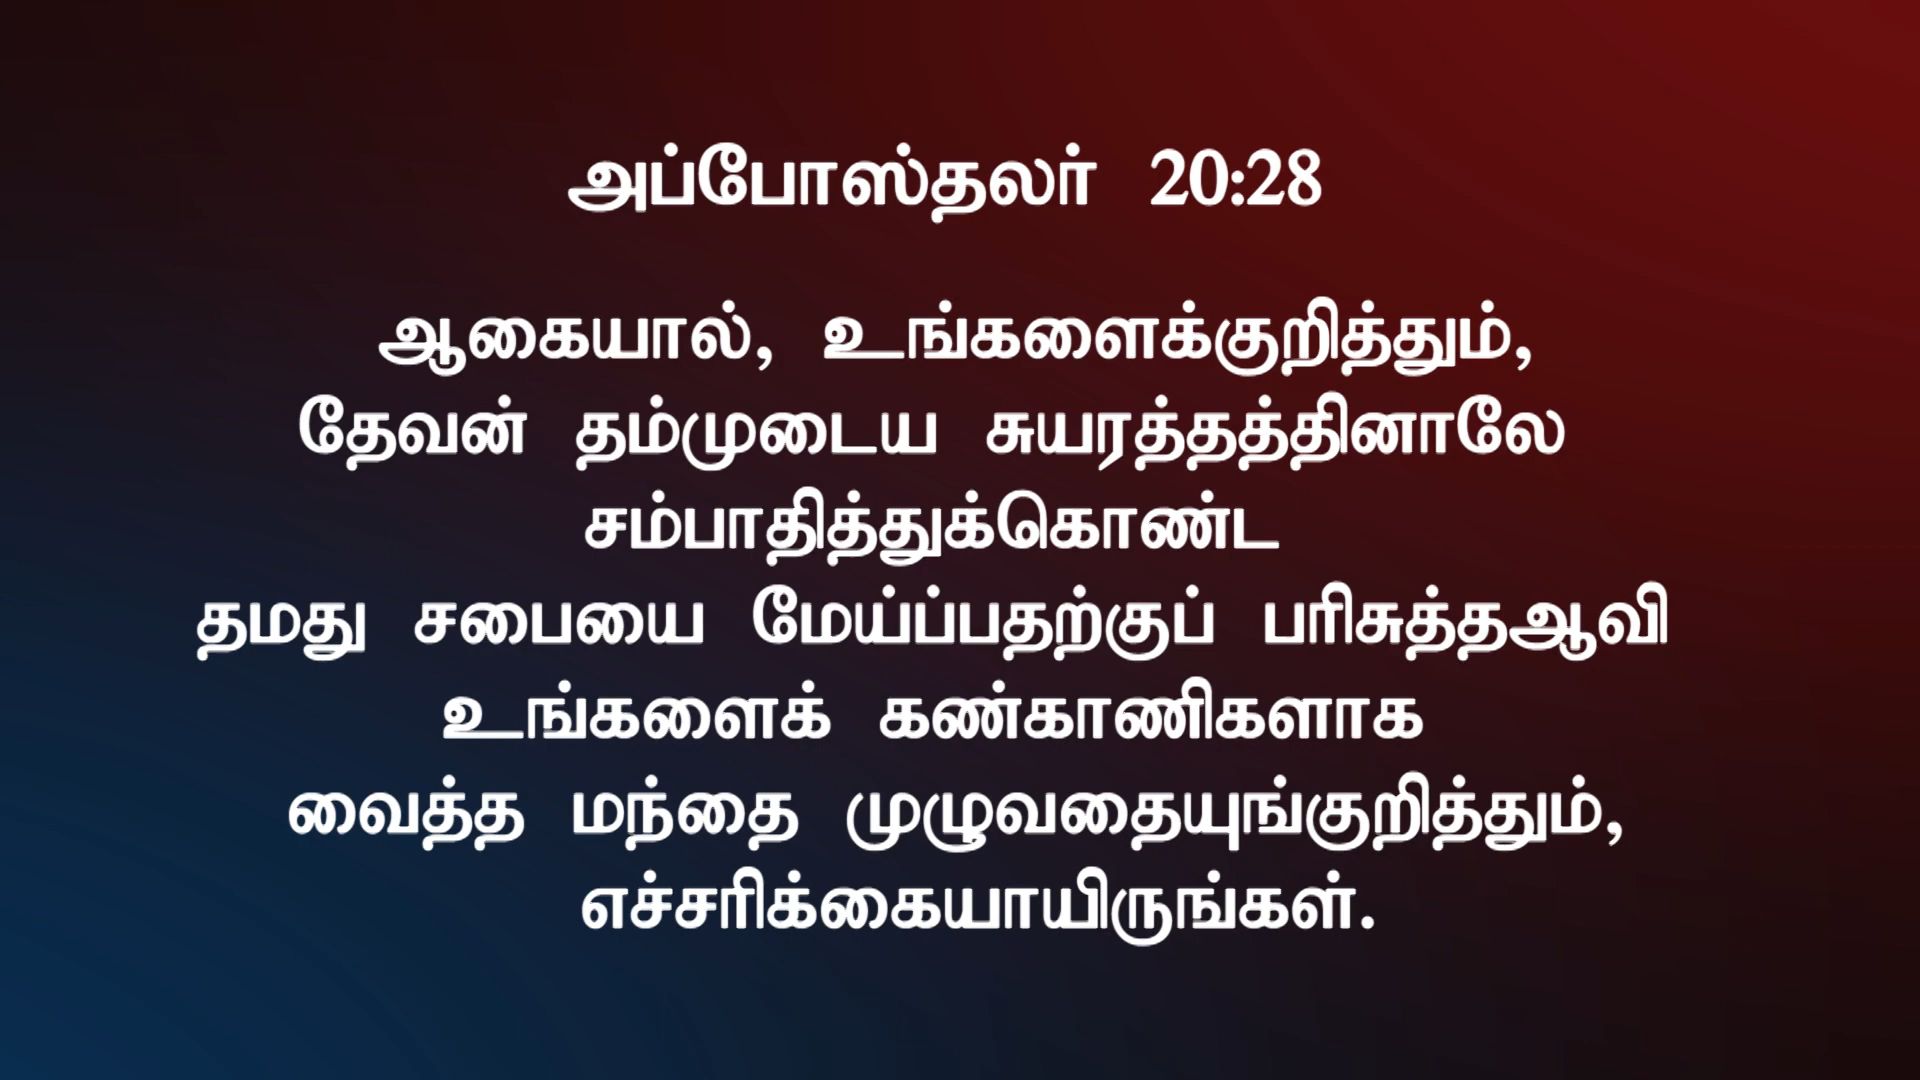 அப்போஸ்தலர் 20:28
ஆகையால், உங்களைக்குறித்தும்,
தேவன் தம்முடைய சுயரத்தத்தினாலே
சம்பாதித்துக்கொண்ட
தமது சபையை மேய்ப்பதற்குப் பரிசுத்தஆவி
உங்களைக் கண்காணிகளாக
வைத்த மந்தை முழுவதையுங்குறித்தும்,
எச்சரிக்கையாயிருங்கள்.